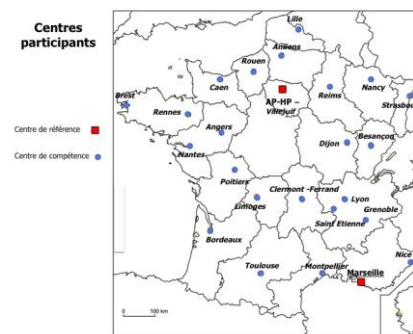 Centres
participants
Centre de référence
Centre de compétence
Lille
Amiens
Rouen
Caen
Reims
Nancy
Strasbou
Brest
AP-HP –
Villejuif
Rennes
Angers
Nantes
Dijon
Besançon
Poitiers
Clermont -Ferrand
Limoges
Lyon
Grenoble
Saint Etienne
Bordeaux
Toulouse
Montpellier
Nice
Marseille
0
100 km